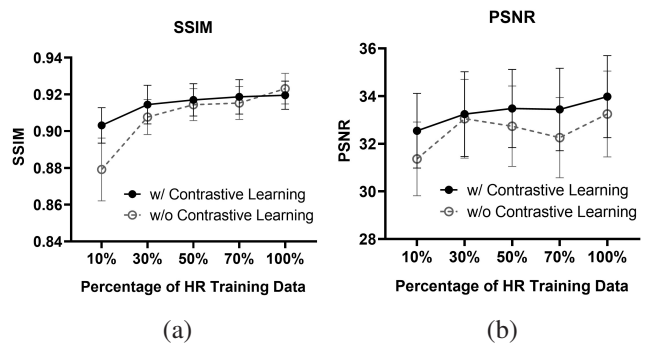 SSIM
0.94
0.92
0.90
0.88
0.86
0.84
SSIM
w/ Contrastive Learning
w/o Contrastive Learning
10% 30% 50% 70% 100%
Percentage of HR Training Data
(a)
PSNR
36
34
32
30
28
PSNR
w/ Contrastive Learning
w/o Contrastive Learning
10% 30% 50% 70% 100%
Percentage of HR Training Data
(b)